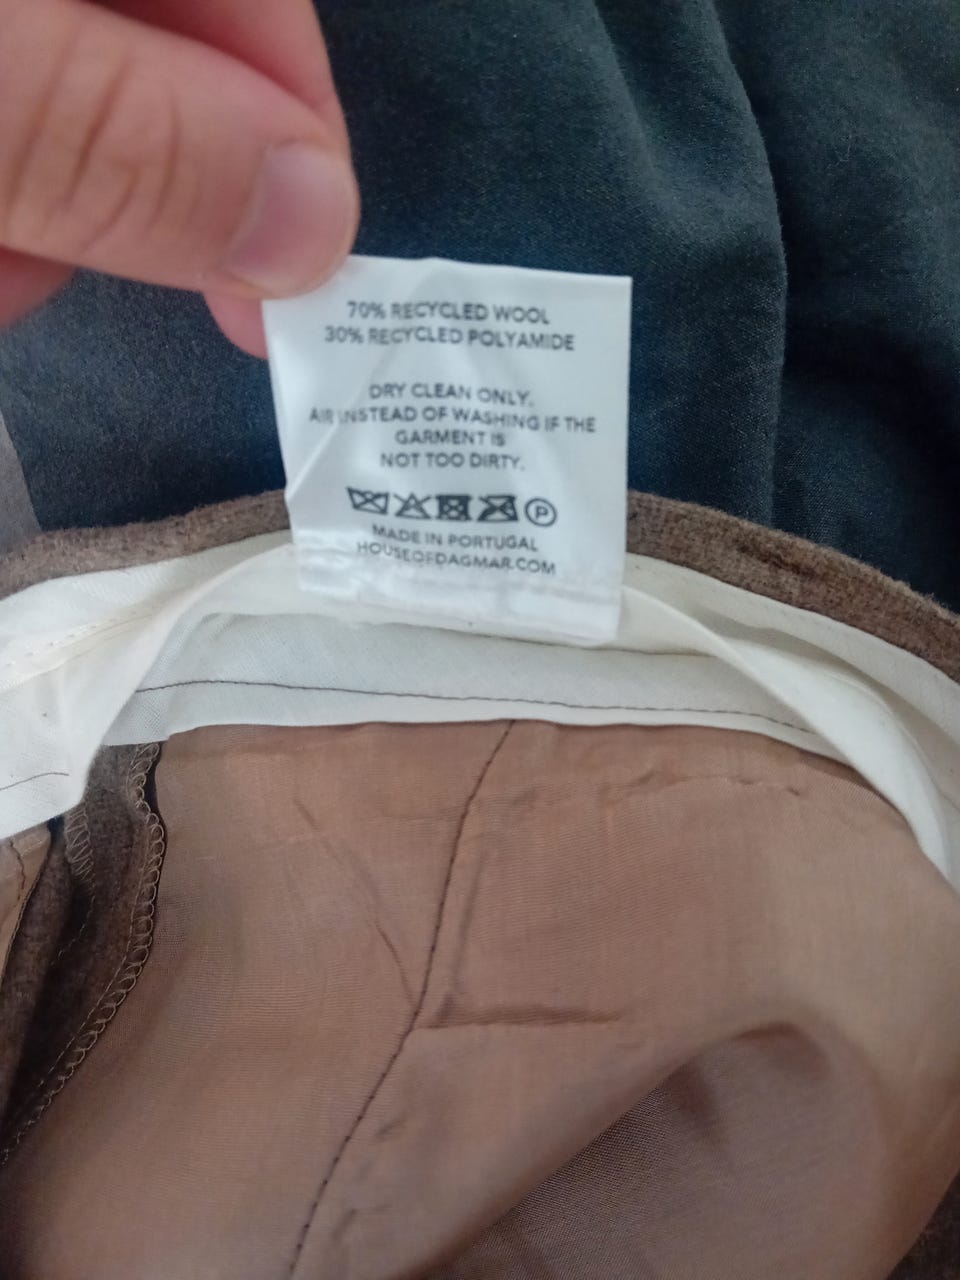 70% RECYCLED WOOL
30% RECYCLED POLYAMIDE
DRY CLEAN ONLY.
AIR INSTEAD OF WASHING IF THE
GARMENT IS
NOT TOO DIRTY.
P
MADE IN PORTUGAL
HOUSEOFDAGMAR.COM